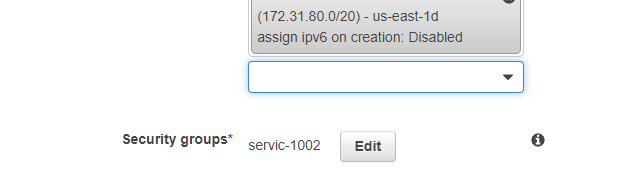 (172.31.80.0/20) - us-east-1d
assign ipv6 on creation: Disabled
Security groups* servic-1002 Edit